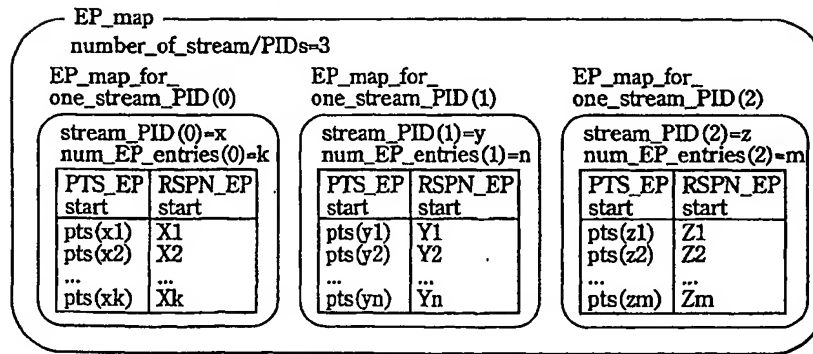 EP_map
number_of_stream/PIDs=3
EP_map_for_
one_stream_PID(0)
stream_PID(0)=x
num_EP_entries(0)=k
PTS_EP start RSPN_EP start
pts(x1) X1
pts(x2) X2
... ...
pts(xk) Xk
EP_map_for_
one_stream_PID(1)
stream_PID(1)=y
num_EP_entries(1)=n
PTS_EP start RSPN_EP start
pts(y1) Y1
pts(y2) Y2
... ...
pts(yn) Yn
EP_map_for_
one_stream_PID(2)
stream_PID(2)=z
num_EP_entries(2)=m
PTS_EP start RSPN_EP start
pts(z1) Z1
pts(z2) Z2
... ...
pts(zm) Zm